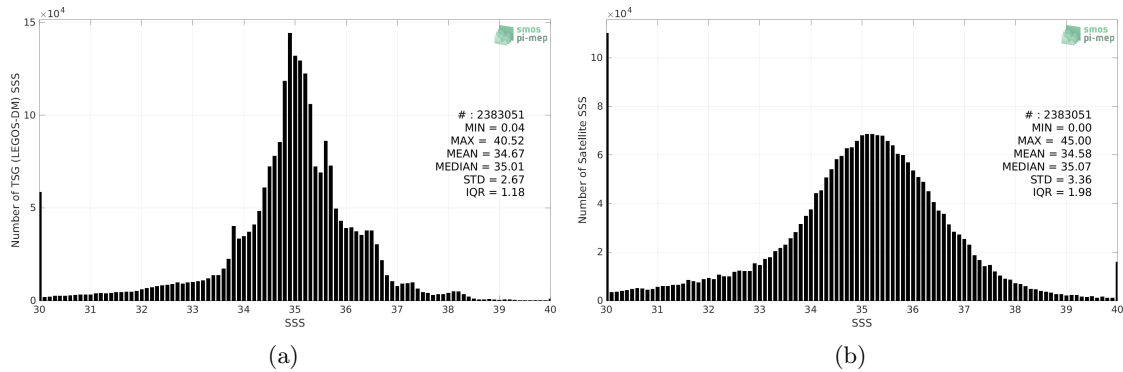 ×10⁴
15
10
5
0
30 31 32 33 34 35 36 37 38 39 40
SSS
Number of TSG (LEGOS-DM) SSS
smos
pi-mep
# : 2383051
MIN = 0.04
MAX = 40.52
MEAN = 34.67
MEDIAN = 35.01
STD = 2.67
IQR = 1.18
(a)
×10⁴
10
8
6
4
2
0
30 31 32 33 34 35 36 37 38 39 40
SSS
Number of Satellite SSS
smos
pi-mep
# : 2383051
MIN = 0.00
MAX = 45.00
MEAN = 34.58
MEDIAN = 35.07
STD = 3.36
IQR = 1.98
(b)